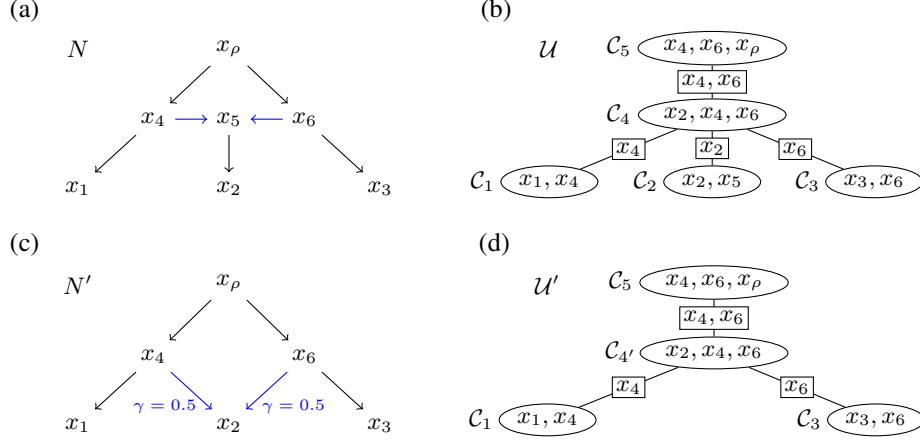 (a)
N
x_ρ
x_4 x_5 x_6
x_1 x_2 x_3
(b)
𝒰
𝒞_5 x_4, x_6, x_ρ
x_4, x_6
𝒞_4 x_2, x_4, x_6
x_4 x_2 x_6
𝒞_1 x_1, x_4 𝒞_2 x_2, x_5 𝒞_3 x_3, x_6
(c)
N′
x_ρ
x_4 x_6
γ = 0.5 γ = 0.5
x_1 x_2 x_3
(d)
𝒰′
𝒞_5 x_4, x_6, x_ρ
x_4, x_6
𝒞_4′ x_2, x_4, x_6
x_4 x_6
𝒞_1 x_1, x_4 𝒞_3 x_3, x_6